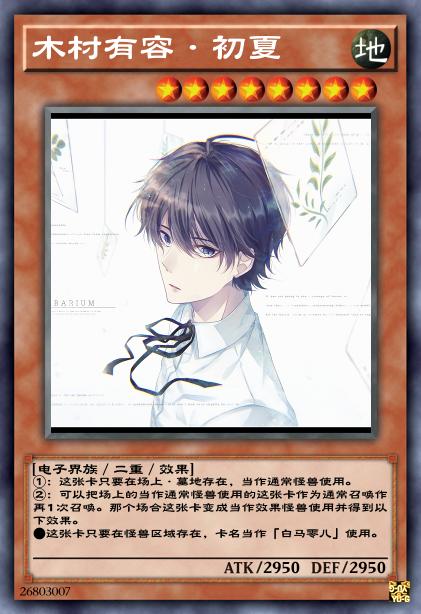 木村有容·初夏
地
BARIUM
[电子界族 / 二重 / 效果]
①：这张卡只要在场上·墓地存在，当作通常怪兽使用。
②：可以把场上的当作通常怪兽使用的这张卡作为通常召唤作
再1次召唤。那个场合这张卡变成当作效果怪兽使用并得到以
下效果。
●这张卡只要在怪兽区域存在，卡名当作「白马零儿」使用。
ATK/2950 DEF/2950
26803007